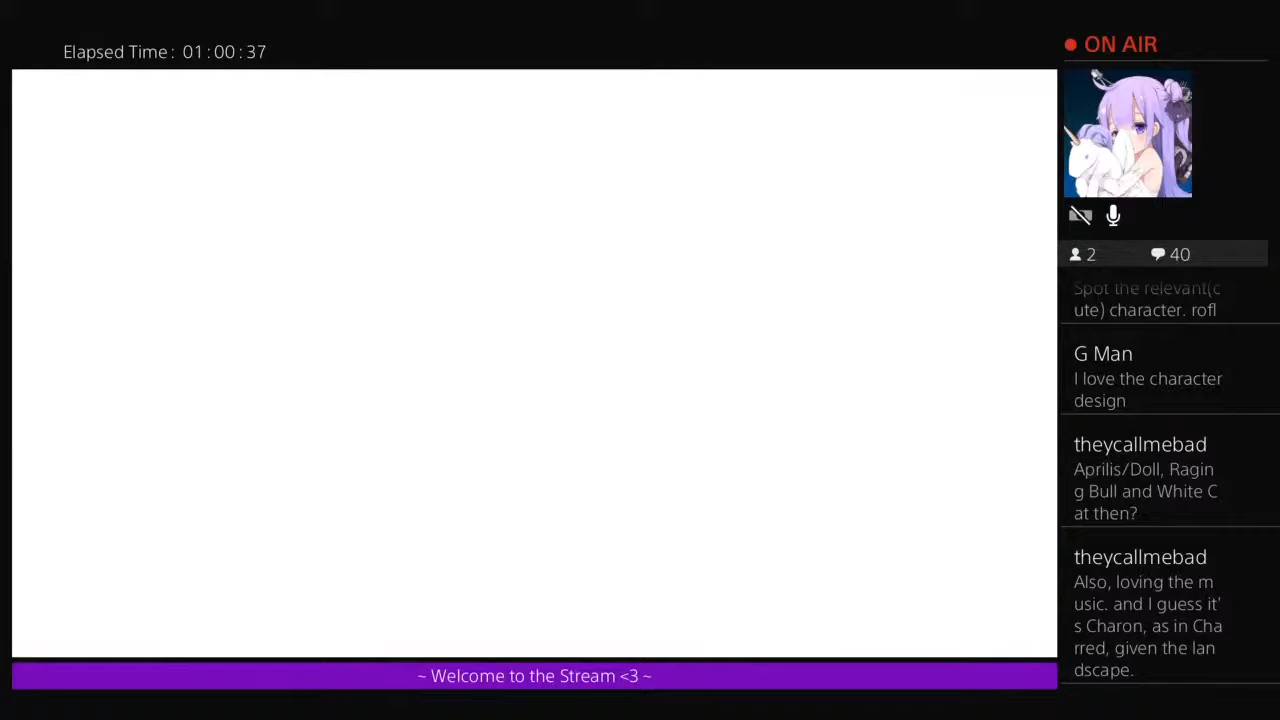 Elapsed Time: 01:00:37
ON AIR
2 40
Spot the relevant(c
ute) character. rofl
G Man
I love the character
design
theycallmebad
Aprilis/Doll, Ragin
g Bull and White C
at then?
theycallmebad
Also, loving the m
usic. and I guess it'
s Charon, as in Cha
rred, given the lan
dscape.
~ Welcome to the Stream <3 ~